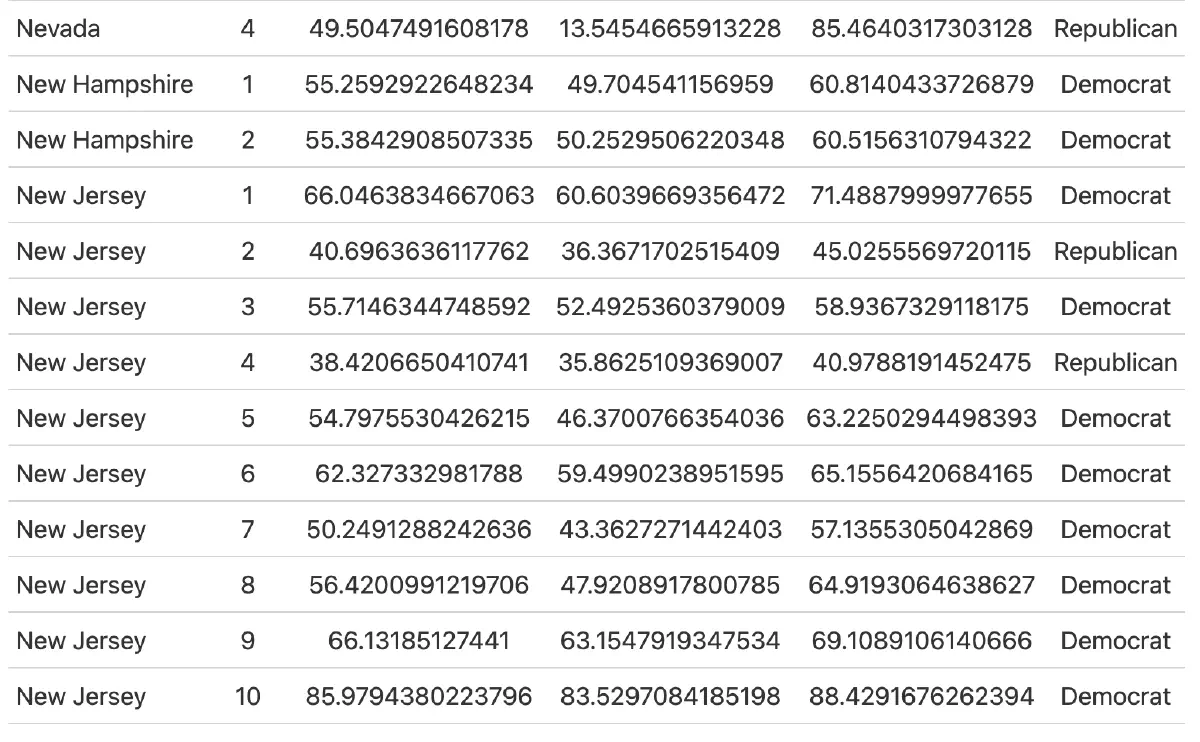 Nevada 4 49.5047491608178 13.5454665913228 85.4640317303128 Republican
New Hampshire 1 55.2592922648234 49.704541156959 60.8140433726879 Democrat
New Hampshire 2 55.3842908507335 50.2529506220348 60.5156310794322 Democrat
New Jersey 1 66.0463834667063 60.6039669356472 71.4887999977655 Democrat
New Jersey 2 40.6963636117762 36.3671702515409 45.0255569720115 Republican
New Jersey 3 55.7146344748592 52.4925360379009 58.9367329118175 Democrat
New Jersey 4 38.4206650410741 35.8625109369007 40.9788191452475 Republican
New Jersey 5 54.7975530426215 46.3700766354036 63.2250294498393 Democrat
New Jersey 6 62.327332981788 59.4990238951595 65.1556420684165 Democrat
New Jersey 7 50.2491288242636 43.3627271442403 57.1355305042869 Democrat
New Jersey 8 56.4200991219706 47.9208917800785 64.9193064638627 Democrat
New Jersey 9 66.13185127441 63.1547919347534 69.1089106140666 Democrat
New Jersey 10 85.9794380223796 83.5297084185198 88.4291676262394 Democrat